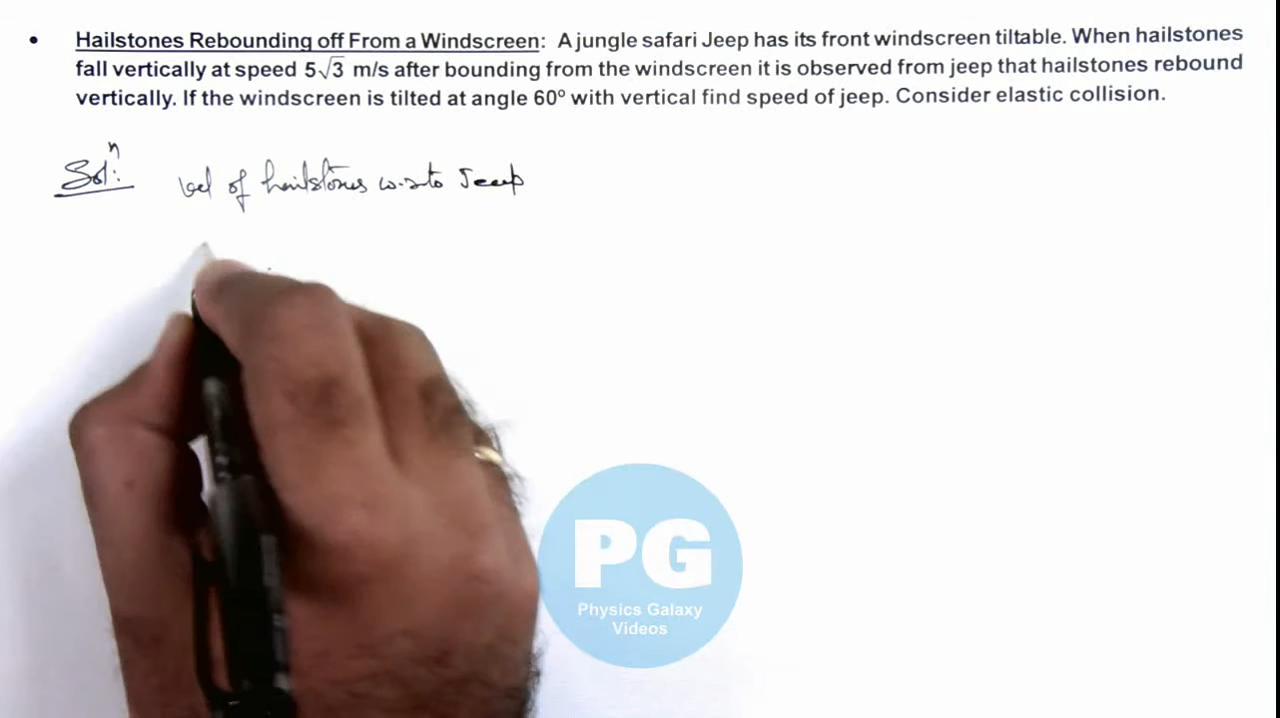 • Hailstones Rebounding off From a Windscreen: A jungle safari Jeep has its front windscreen tiltable. When hailstones
fall vertically at speed 5√3 m/s after bounding from the windscreen it is observed from jeep that hailstones rebound
vertically. If the windscreen is tilted at angle 60º with vertical find speed of jeep. Consider elastic collision.
Solⁿ: vel of hailstones w.r.to Jeep
PG
Physics Galaxy
Videos